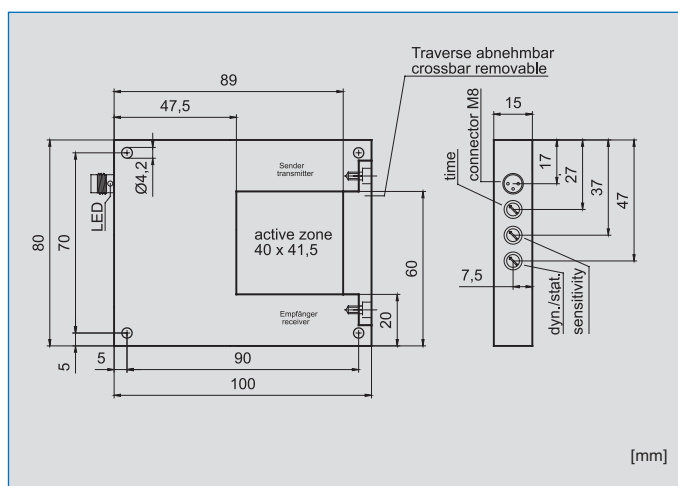 Traverse abnehmbar
crossbar removable
89
47,5
Ø4,2
Sender
transmitter
LED
active zone
40 x 41,5
80
70
60
20
Empfänger
receiver
5
5
90
100
15
connector M8
time
17
27
37
47
7,5
dyn./stat.
sensitivity
[mm]